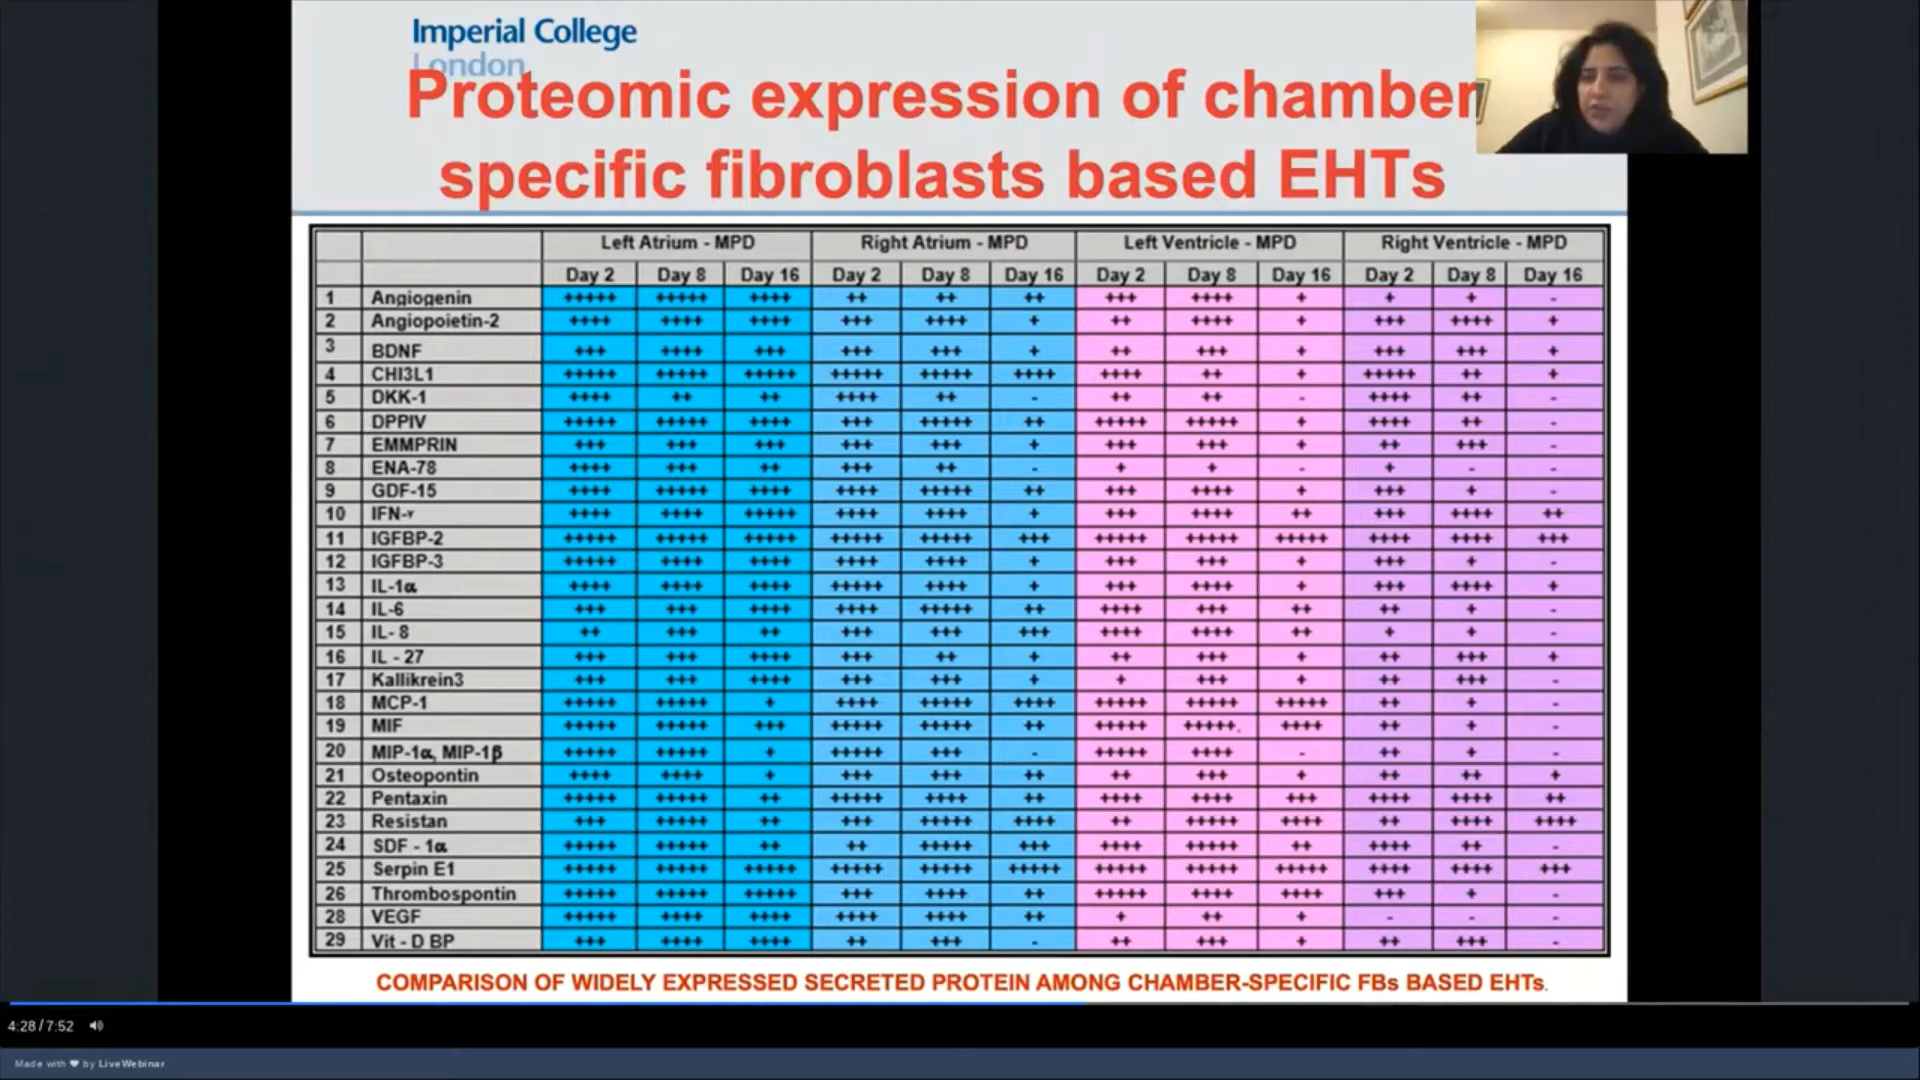 Imperial College
London
Proteomic expression of chamber
specific fibroblasts based EHTs
Left Atrium - MPD Right Atrium - MPD Left Ventricle - MPD Right Ventricle - MPD
Day 2 Day 8 Day 16 Day 2 Day 8 Day 16 Day 2 Day 8 Day 16 Day 2 Day 8 Day 16
1 Angiogenin +++++ +++++ ++++ ++ ++ ++ +++ ++++ + + + -
2 Angiopoietin-2 ++++ ++++ ++++ +++ ++++ + ++ ++++ + +++ ++++ +
3 BDNF +++ ++++ +++ +++ +++ + ++ +++ + +++ +++ +
4 CHI3L1 +++++ +++++ +++++ +++++ +++++ ++++ ++++ ++ + +++++ ++ +
5 DKK-1 ++++ ++ ++ ++++ ++ - ++ ++ - ++++ ++ -
6 DPPIV +++++ +++++ ++++ +++ +++++ ++ +++++ +++++ + ++++ ++ -
7 EMMPRIN +++ +++ +++ +++ +++ + +++ +++ + ++ +++ -
8 ENA-78 ++++ +++ ++ +++ ++ - + + - + - -
9 GDF-15 ++++ +++++ ++++ ++++ +++++ ++ +++ ++++ + +++ + -
10 IFN-γ ++++ ++++ +++++ ++++ ++++ + +++ ++++ ++ +++ ++++ ++
11 IGFBP-2 +++++ +++++ +++++ +++++ +++++ +++ +++++ +++++ +++++ ++++ ++++ +++
12 IGFBP-3 +++++ ++++ ++++ ++++ ++++ + +++ +++ + +++ + -
13 IL-1α ++++ ++++ ++++ +++++ ++++ + +++ ++++ + +++ ++++ +
14 IL-6 +++ +++ ++++ ++++ +++++ ++ ++++ +++ ++ ++ + -
15 IL- 8 ++ +++ ++ +++ +++ +++ ++++ ++++ ++ + + -
16 IL - 27 +++ +++ ++++ +++ ++ + ++ +++ + ++ +++ +
17 Kallikrein3 +++ +++ ++++ +++ +++ + + +++ + ++ +++ -
18 MCP-1 +++++ +++++ + ++++ +++++ ++++ +++++ +++++ +++++ ++ + -
19 MIF +++++ +++++ +++ +++++ +++++ ++ +++++ +++++. ++++ ++ + -
20 MIP-1α, MIP-1β +++++ +++++ + +++++ +++ - +++++ ++++ - ++ + -
21 Osteopontin ++++ ++++ + +++ +++ ++ ++ +++ + ++ ++ +
22 Pentaxin +++++ +++++ ++ +++++ ++++ ++ ++++ ++++ +++ ++++ ++++ ++
23 Resistan +++ +++++ ++ +++ +++++ ++++ ++ +++++ ++++ ++ ++++ ++++
24 SDF - 1α +++++ +++++ ++ ++ +++++ +++ ++++ +++++ ++ ++++ ++ -
25 Serpin E1 +++++ +++++ +++++ +++++ +++++ +++++ +++++ +++++ +++++ ++++ ++++ +++
26 Thrombospontin +++++ +++++ +++++ +++ ++++ ++ +++++ ++++ ++++ +++ + -
28 VEGF +++++ ++++ ++++ ++++ ++++ ++ + ++ + - - -
29 Vit - D BP +++ ++++ ++++ ++ +++ - ++ +++ + ++ +++ -
COMPARISON OF WIDELY EXPRESSED SECRETED PROTEIN AMONG CHAMBER-SPECIFIC FBs BASED EHTs.
4:28 / 7:52
Made with ❤ by LiveWebinar